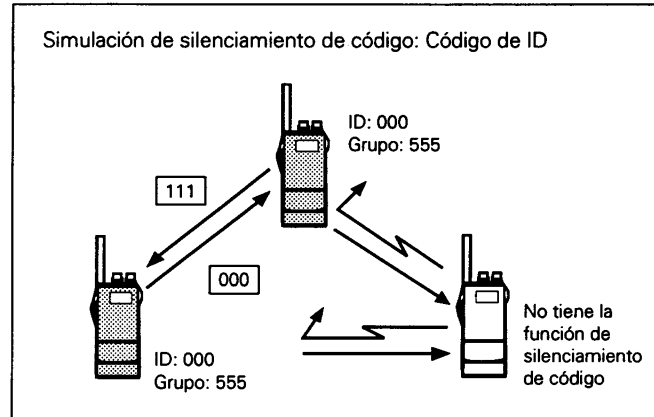 Simulación de silenciamiento de código: Código de ID
ID: 000
Grupo: 555
111
000
ID: 000
Grupo: 555
No tiene la
función de
silenciamiento
de código